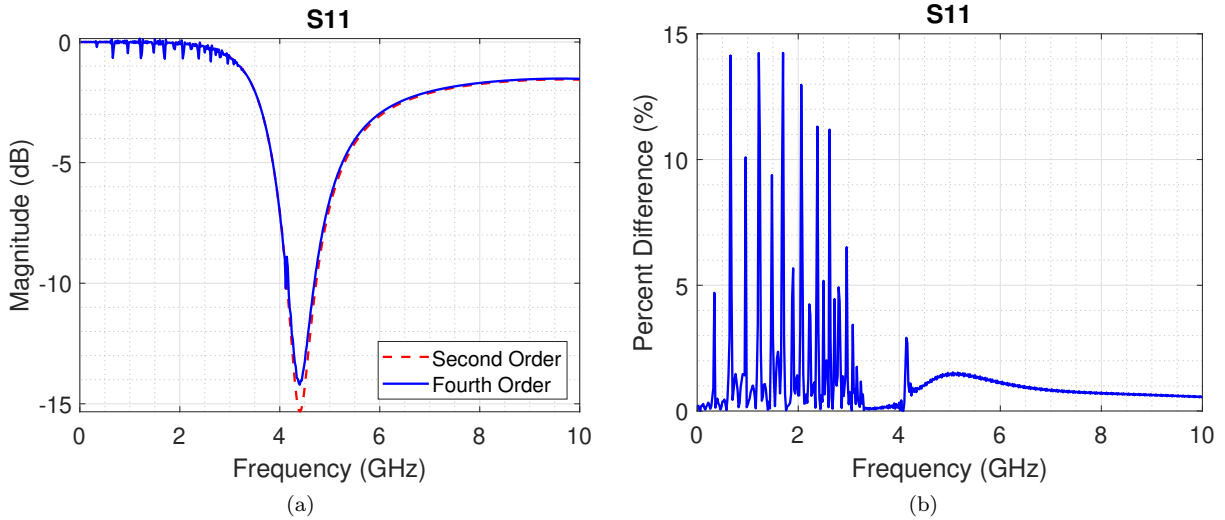 S11
0
-5
-10
-15
Magnitude (dB)
Second Order
Fourth Order
0 2 4 6 8 10
Frequency (GHz)
(a)
S11
15
10
5
0
Percent Difference (%)
0 2 4 6 8 10
Frequency (GHz)
(b)